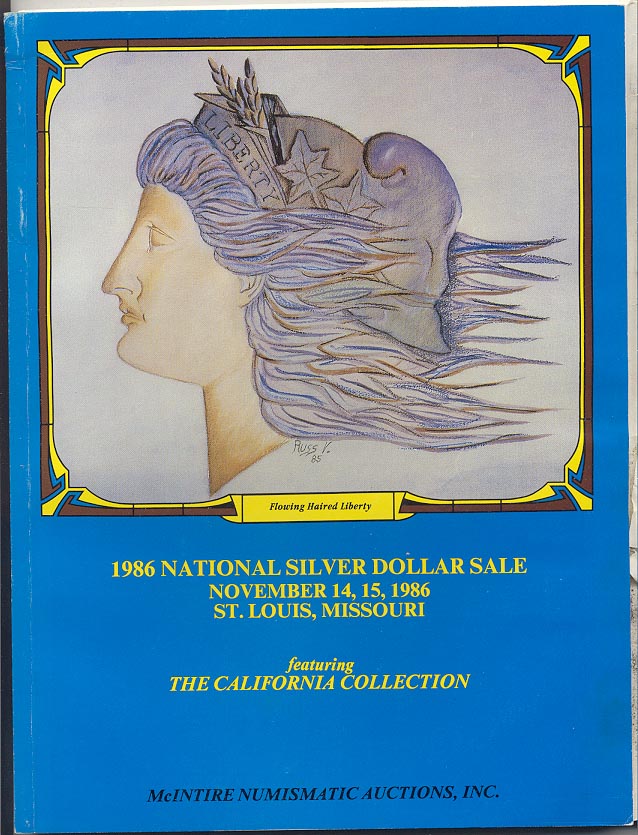 LIBERTY
Russ V.
85
Flowing Haired Liberty
1986 NATIONAL SILVER DOLLAR SALE
NOVEMBER 14, 15, 1986
ST. LOUIS, MISSOURI
featuring
THE CALIFORNIA COLLECTION
McINTIRE NUMISMATIC AUCTIONS, INC.